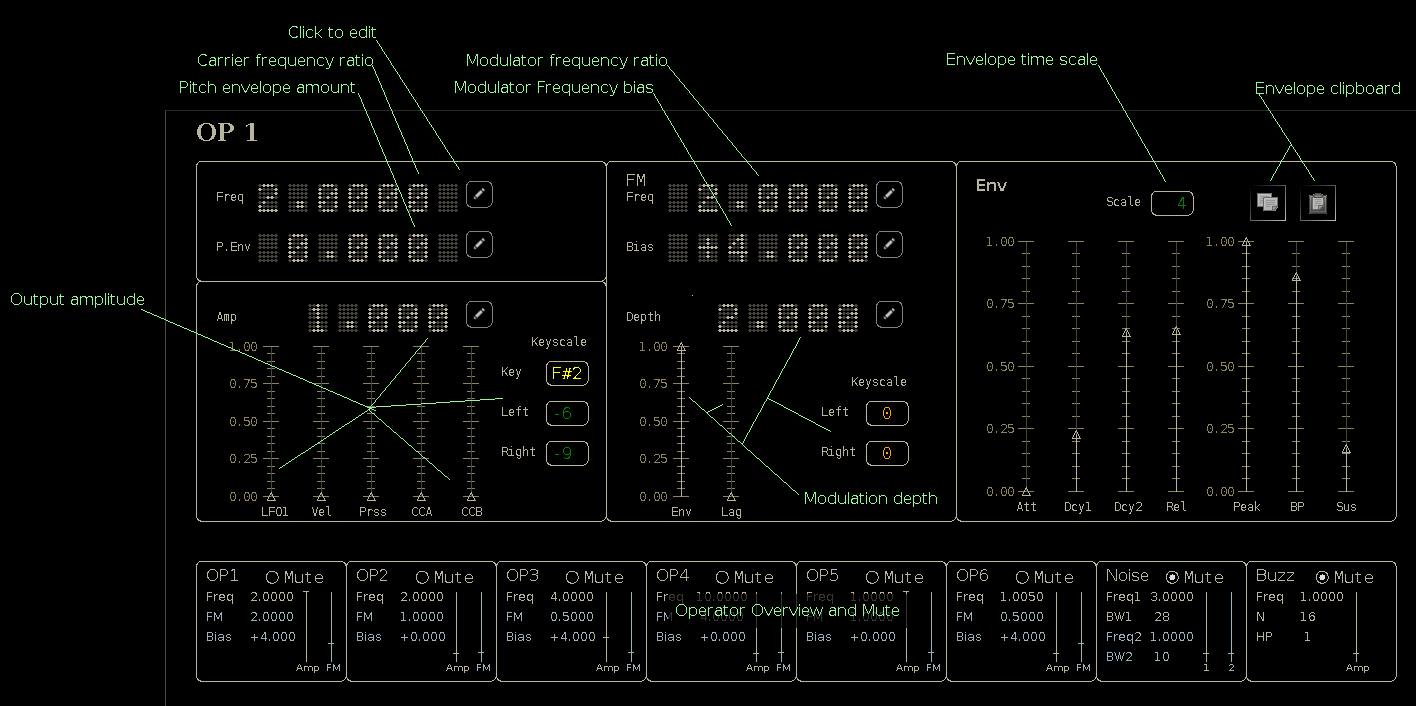 Click to edit
Carrier frequency ratio
Pitch envelope amount
Modulator frequency ratio
Modulator Frequency bias
Envelope time scale
Envelope clipboard
OP 1
Freq 2.0000
P.Env 0.000
FM
Freq 2.0000
Bias +4.000
Env
Scale 4
Output amplitude
Amp 1.000
Keyscale
Key F#2
Left -6
Right -9
1.00
0.75
0.50
0.25
0.00
LFO1 Vel Prss CCA CCB
Depth 2.000
Keyscale
Left 0
Right 0
1.00
0.75
0.50
0.25
0.00
Env Lag
Modulation depth
1.00 1.00
0.75 0.75
0.50 0.50
0.25 0.25
0.00 0.00
Att Dcy1 Dcy2 Rel Peak BP Sus
OP1 Mute
Freq 2.0000
FM 2.0000
Bias +4.000
Amp FM
OP2 Mute
Freq 2.0000
FM 1.0000
Bias +0.000
Amp FM
OP3 Mute
Freq 4.0000
FM 0.5000
Bias +4.000
Amp FM
OP4 Mute
Freq 10.0000
FM
Bias +0.000
Amp FM
OP5 Mute
Freq
FM 1.0000
Bias +0.000
Amp FM
Operator Overview and Mute
OP6 Mute
Freq 1.0050
FM 0.5000
Bias +4.000
Amp FM
Noise Mute
Freq1 3.0000
BW1 28
Freq2 1.0000
BW2 10
1 2
Buzz Mute
Freq 1.0000
N 16
HP 1
Amp